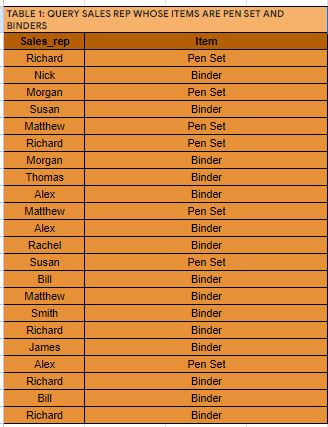 TABLE 1: QUERY SALES REP WHOSE ITEMS ARE PEN SET AND
BINDERS
Sales_rep Item
Richard Pen Set
Nick Binder
Morgan Pen Set
Susan Binder
Matthew Pen Set
Richard Pen Set
Morgan Binder
Thomas Binder
Alex Binder
Matthew Pen Set
Alex Binder
Rachel Binder
Susan Pen Set
Bill Binder
Matthew Binder
Smith Binder
Richard Binder
James Binder
Alex Pen Set
Richard Binder
Bill Binder
Richard Binder